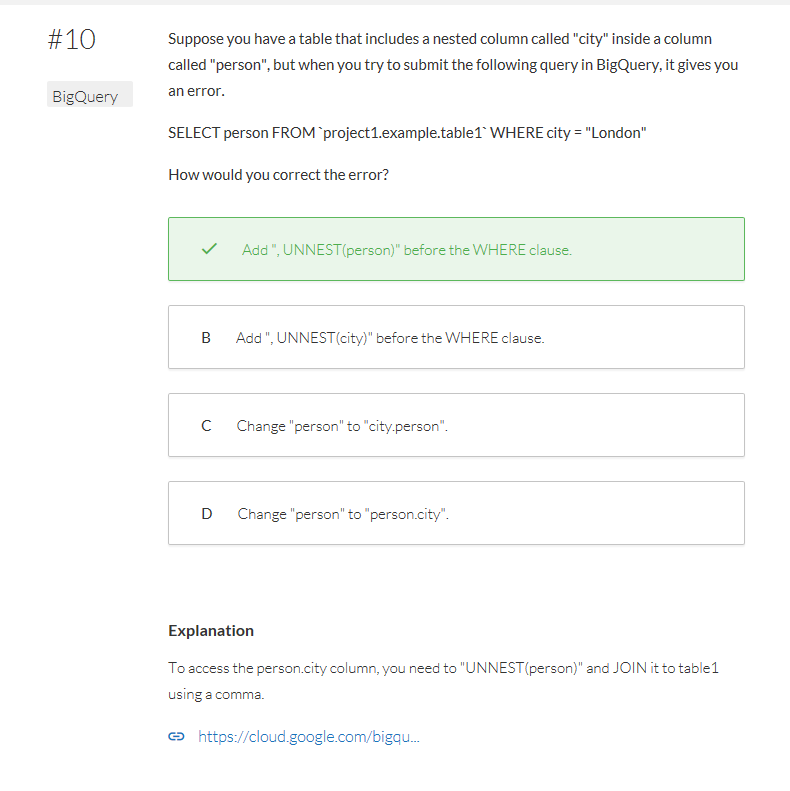 #10
BigQuery
Suppose you have a table that includes a nested column called "city" inside a column
called "person", but when you try to submit the following query in BigQuery, it gives you
an error.
SELECT person FROM `project1.example.table1` WHERE city = "London"
How would you correct the error?
Add ", UNNEST(person)" before the WHERE clause.
B Add ", UNNEST(city)" before the WHERE clause.
C Change "person" to "city.person".
D Change "person" to "person.city".
Explanation
To access the person.city column, you need to "UNNEST(person)" and JOIN it to table1
using a comma.
https://cloud.google.com/bigqu...